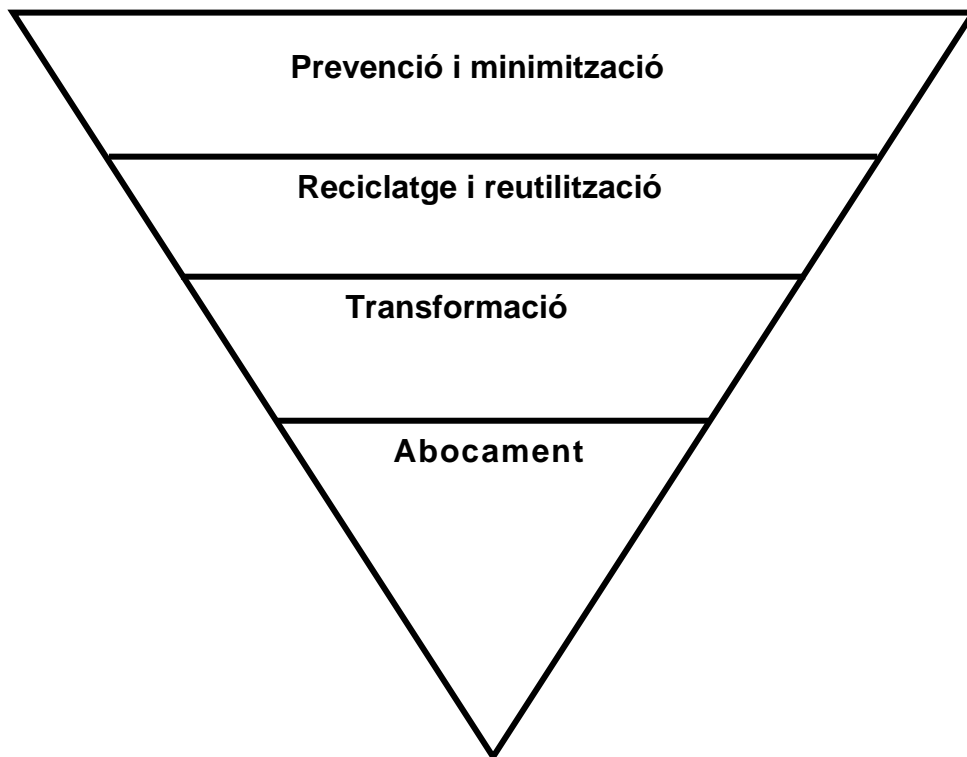 Prevenció i minimització
Reciclatge i reutilització
Transformació
Abocament